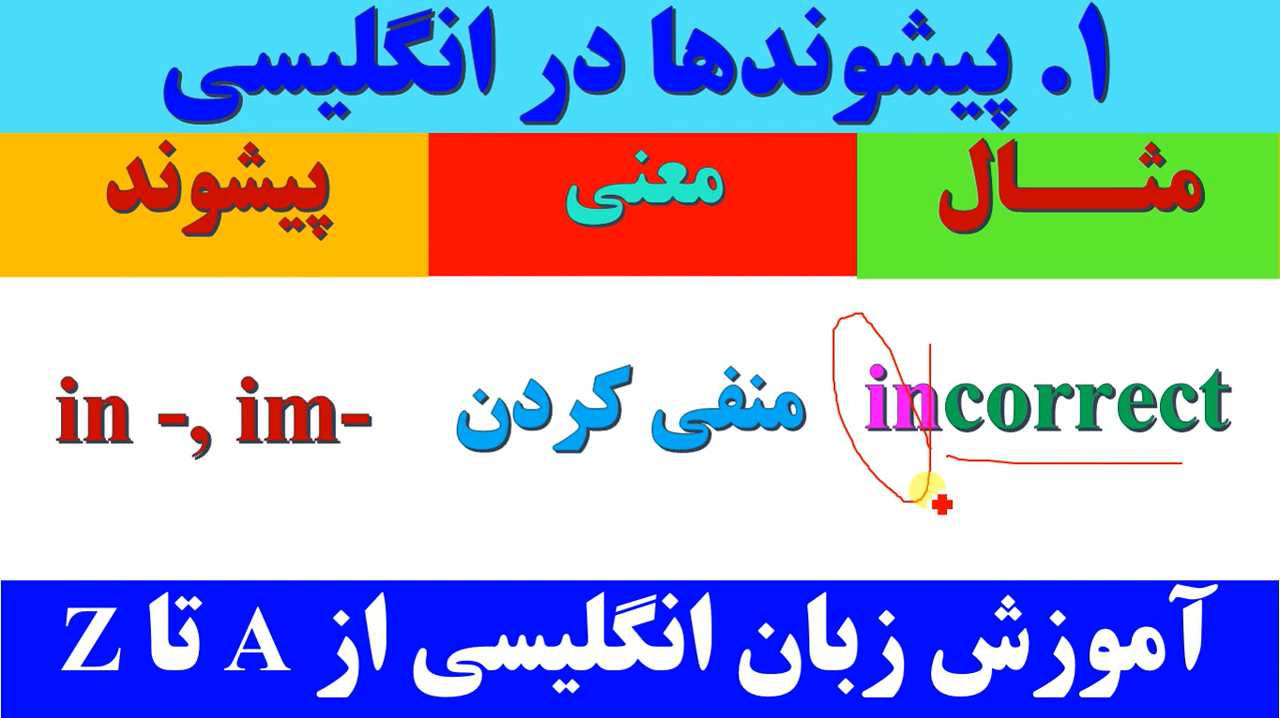 ۱. پیشوندها در انگلیسی
مثـــال معنی پیشوند
incorrect منفی کردن in -, im-
آموزش زبان انگلیسی از A تا Z